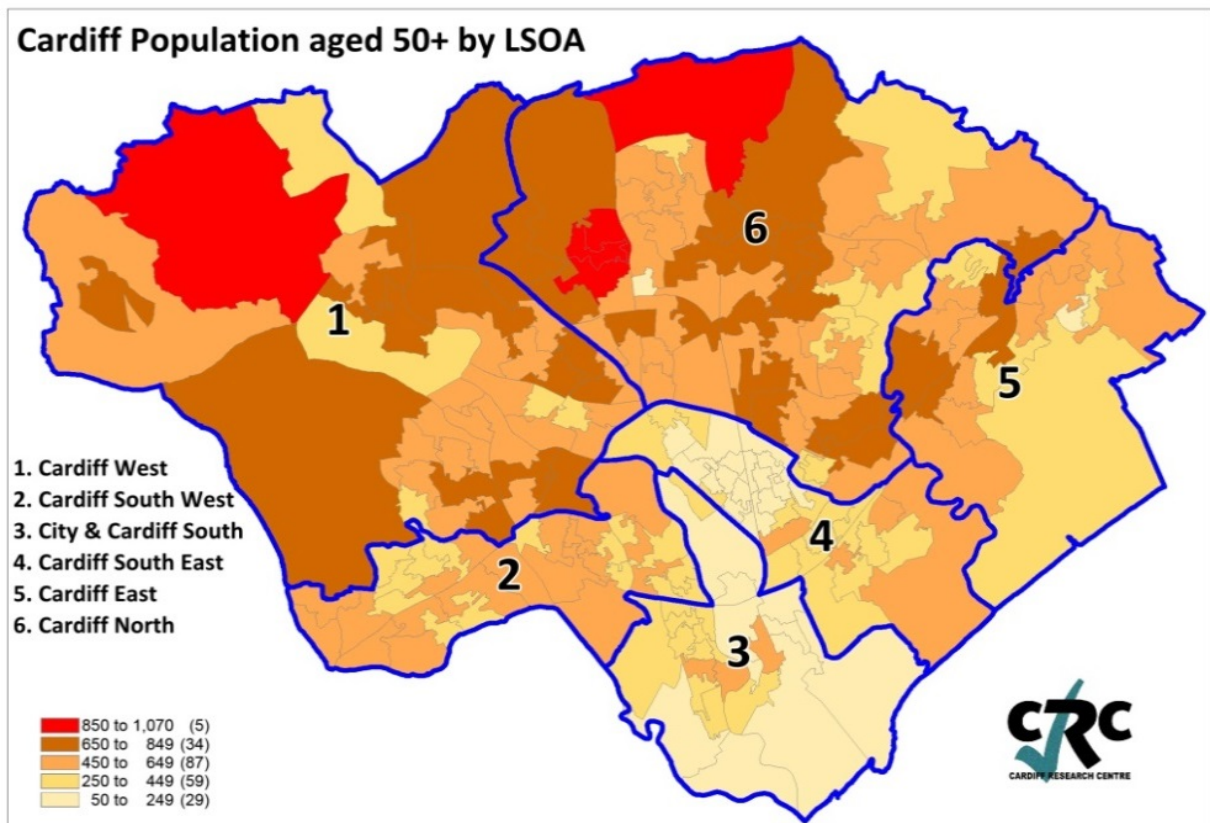 Cardiff Population aged 50+ by LSOA
6
1
5
1. Cardiff West
2. Cardiff South West
3. City & Cardiff South
4. Cardiff South East
5. Cardiff East
6. Cardiff North
4
2
3
850 to 1,070 (5)
650 to 849 (34)
450 to 649 (87)
250 to 449 (59)
50 to 249 (29)
CRC
CARDIFF RESEARCH CENTRE